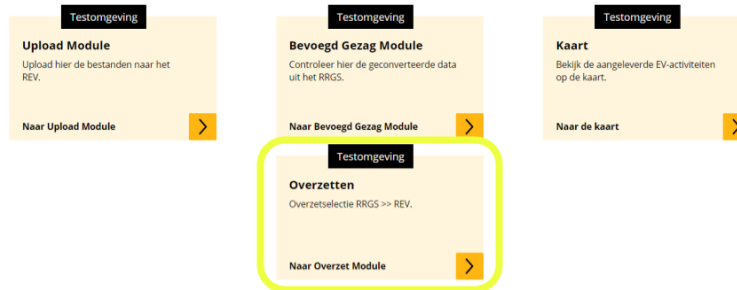 Testomgeving
Upload Module
Upload hier de bestanden naar het
REV.
Naar Upload Module
Testomgeving
Bevoegd Gezag Module
Controleer hier de geconverteerde data
uit het RRGS.
Naar Bevoegd Gezag Module
Testomgeving
Kaart
Bekijk de aangeleverde EV-activiteiten
op de kaart.
Naar de kaart
Testomgeving
Overzetten
Overzetselectie RRGS >> REV.
Naar Overzet Module